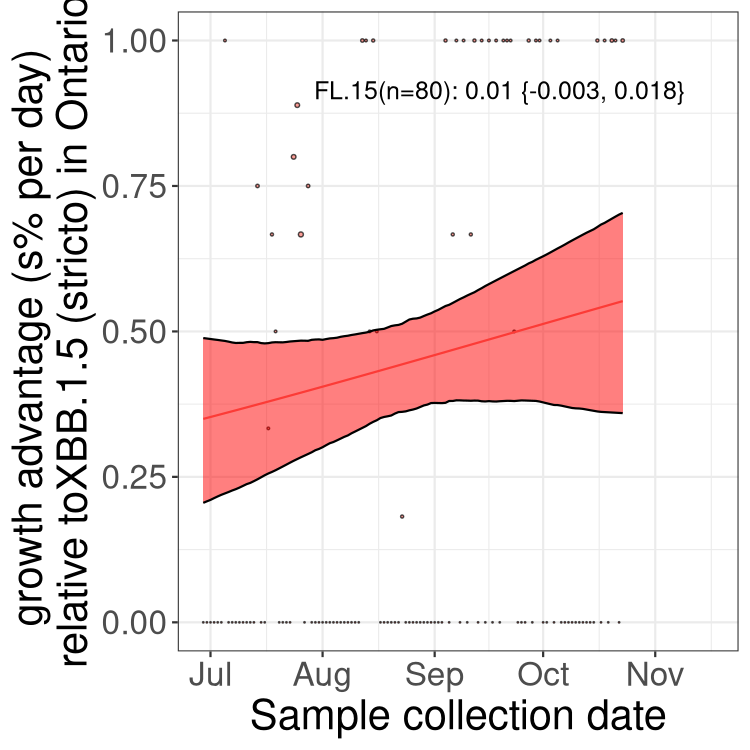 growth advantage (s% per day)
relative toXBB.1.5 (stricto) in Ontario
1.00
0.75
0.50
0.25
0.00
FL.15(n=80): 0.01 {-0.003, 0.018}
Jul Aug Sep Oct Nov
Sample collection date